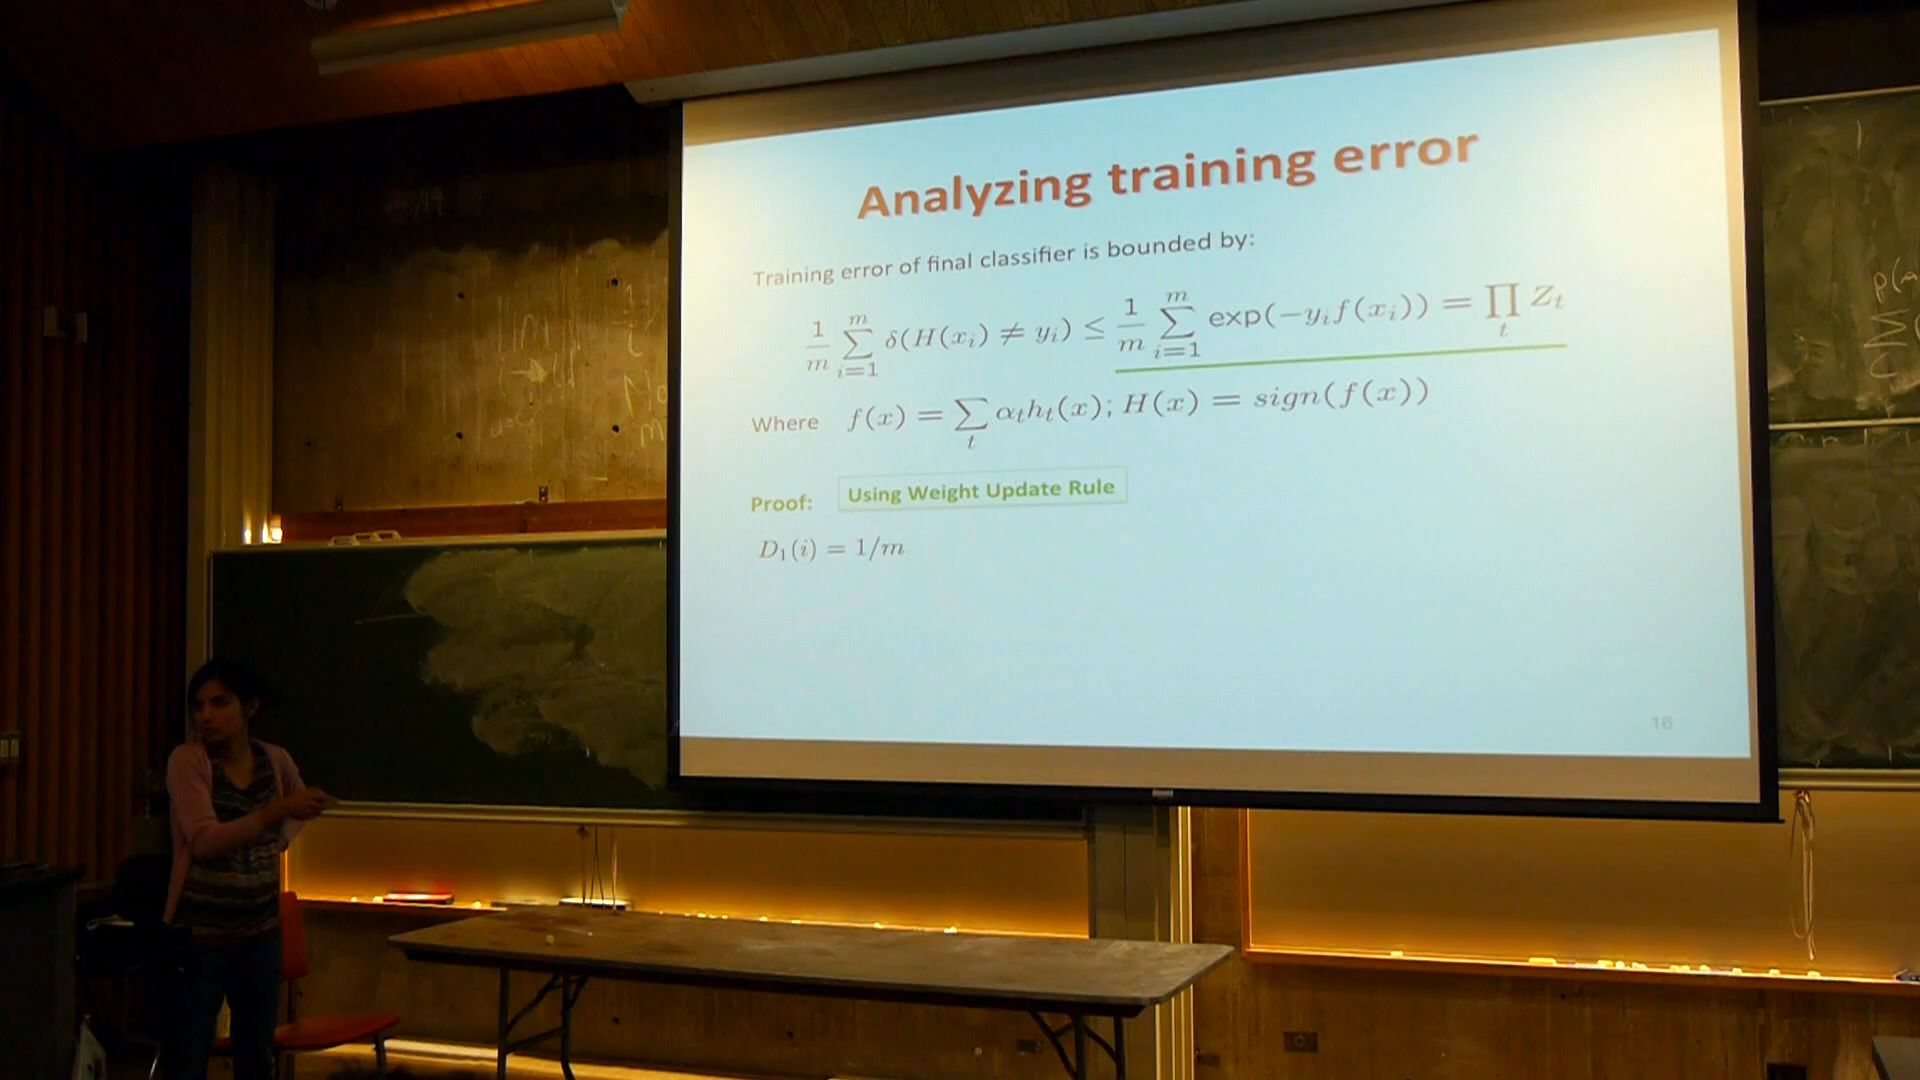 Analyzing training error
Training error of final classifier is bounded by:
1/m ∑_{i=1}^{m} δ(H(x_i) ≠ y_i) ≤ 1/m ∑_{i=1}^{m} exp(−y_i f(x_i)) = ∏_t Z_t
Where f(x) = ∑_t α_t h_t(x); H(x) = sign(f(x))
Proof: Using Weight Update Rule
D_1(i) = 1/m
16